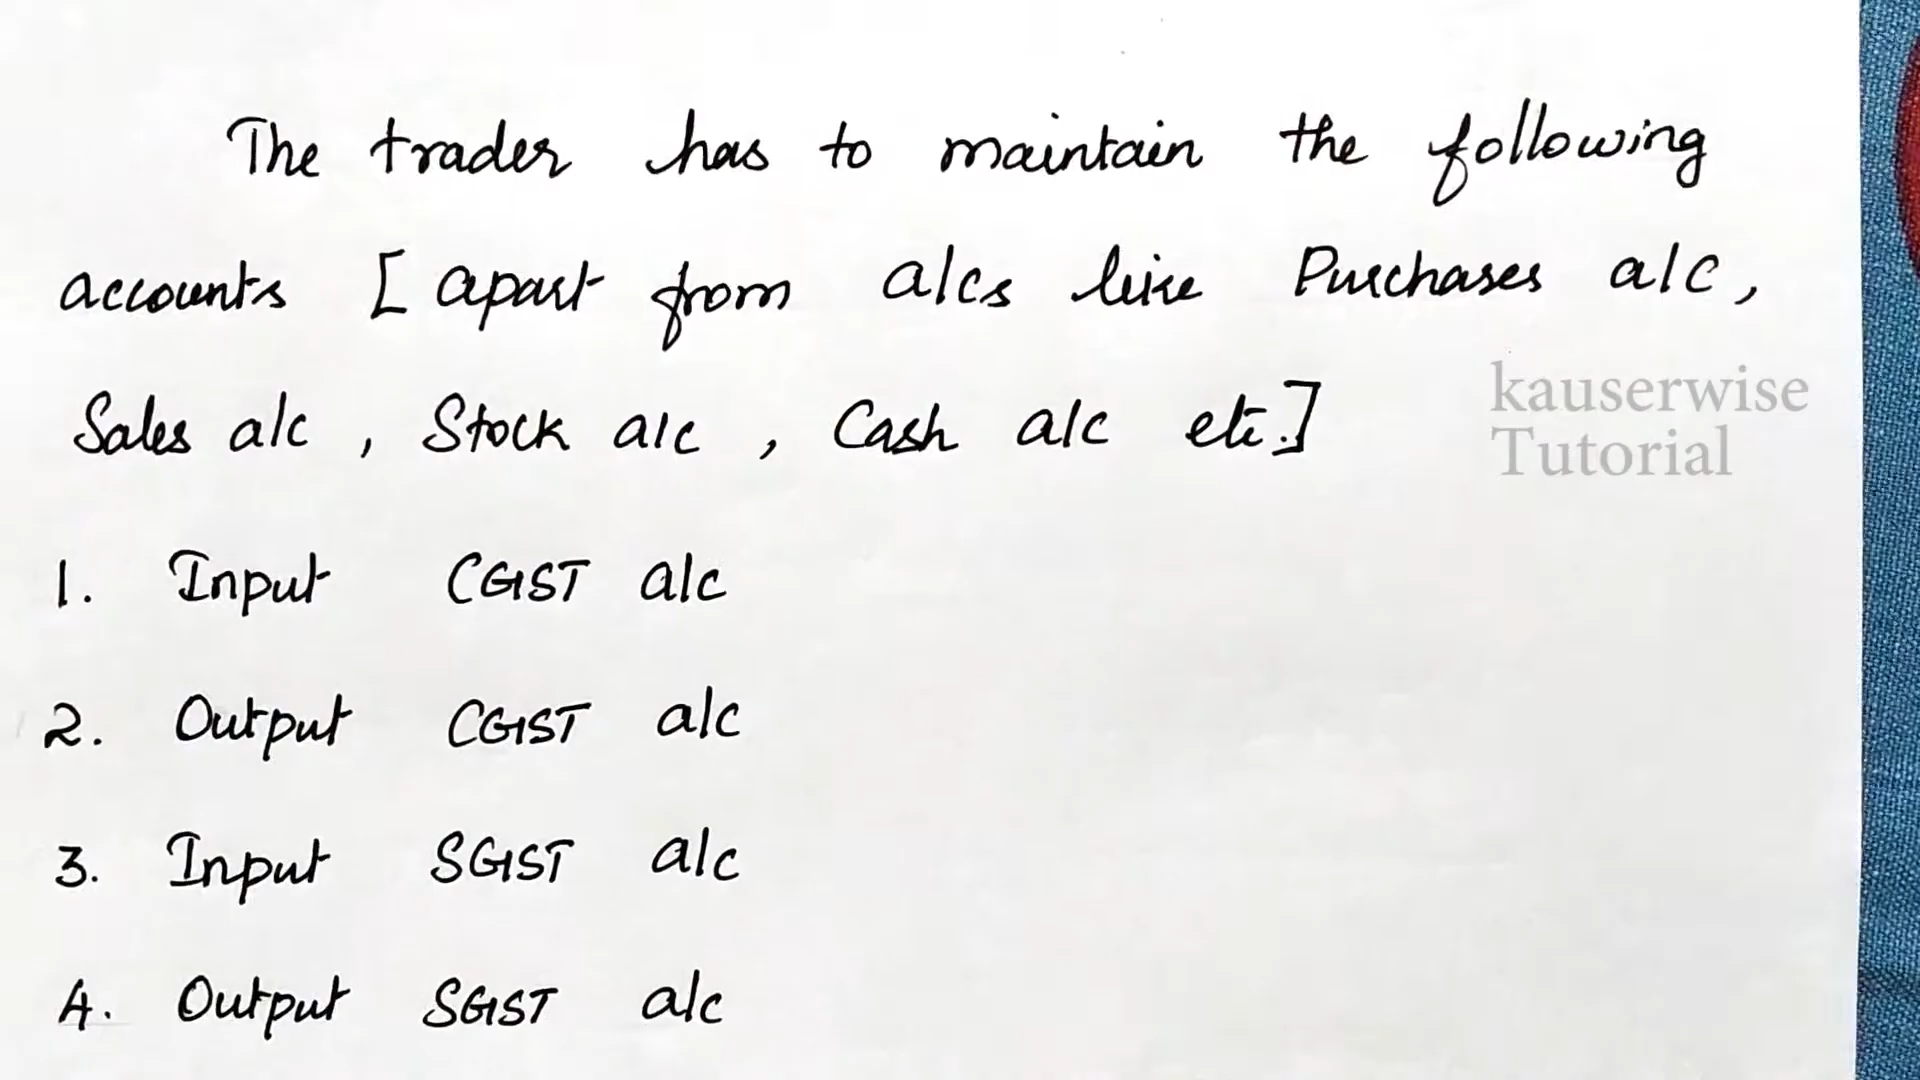 The trader has to maintain the following
accounts [ apart from a/cs like Purchases a/c,
Sales a/c, Stock a/c, Cash a/c etc.]
kauserwise
Tutorial
1. Input CGST a/c
2. Output CGST a/c
3. Input SGST a/c
4. Output SGST a/c